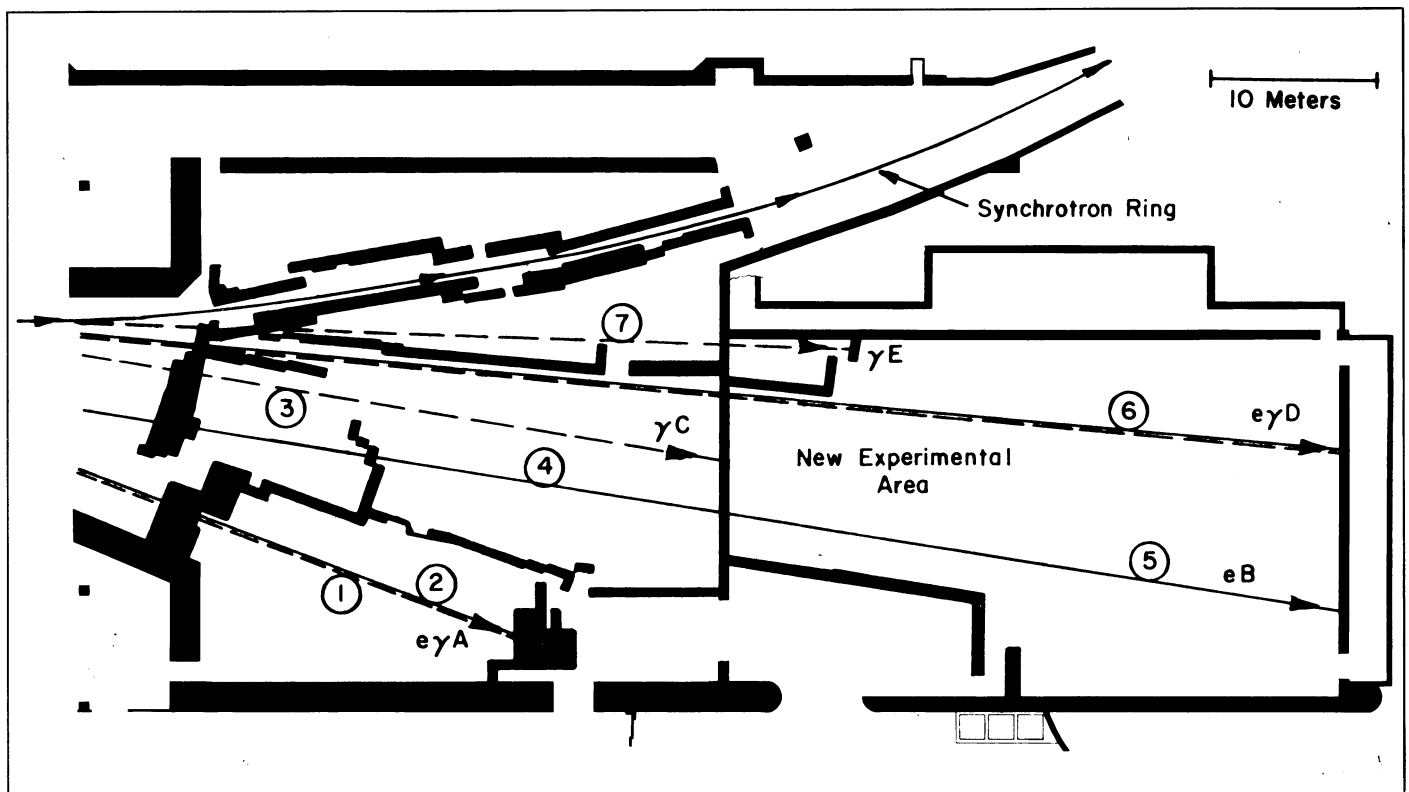 10 Meters
Synchrotron Ring
7
γE
3
γC
6
eγD
4
New Experimental
Area
5
eB
1
2
eγA